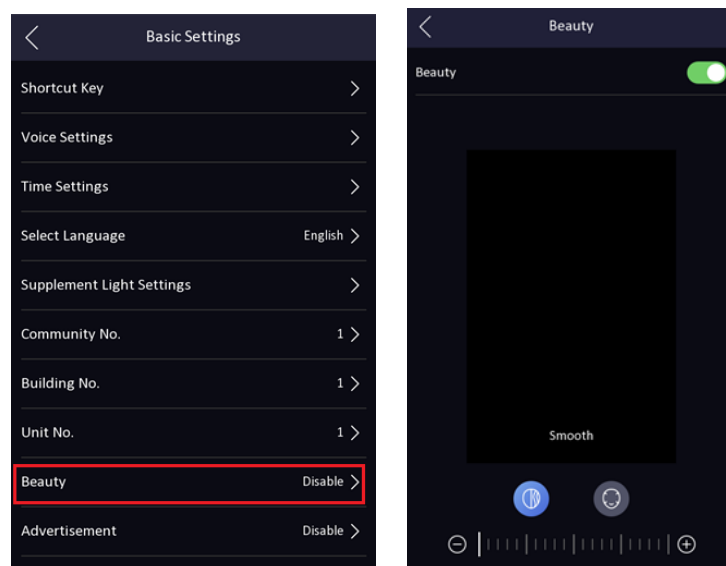 Basic Settings
Shortcut Key
Voice Settings
Time Settings
Select Language English
Supplement Light Settings
Community No. 1
Building No. 1
Unit No. 1
Beauty Disable
Advertisement Disable
Beauty
Beauty
Smooth